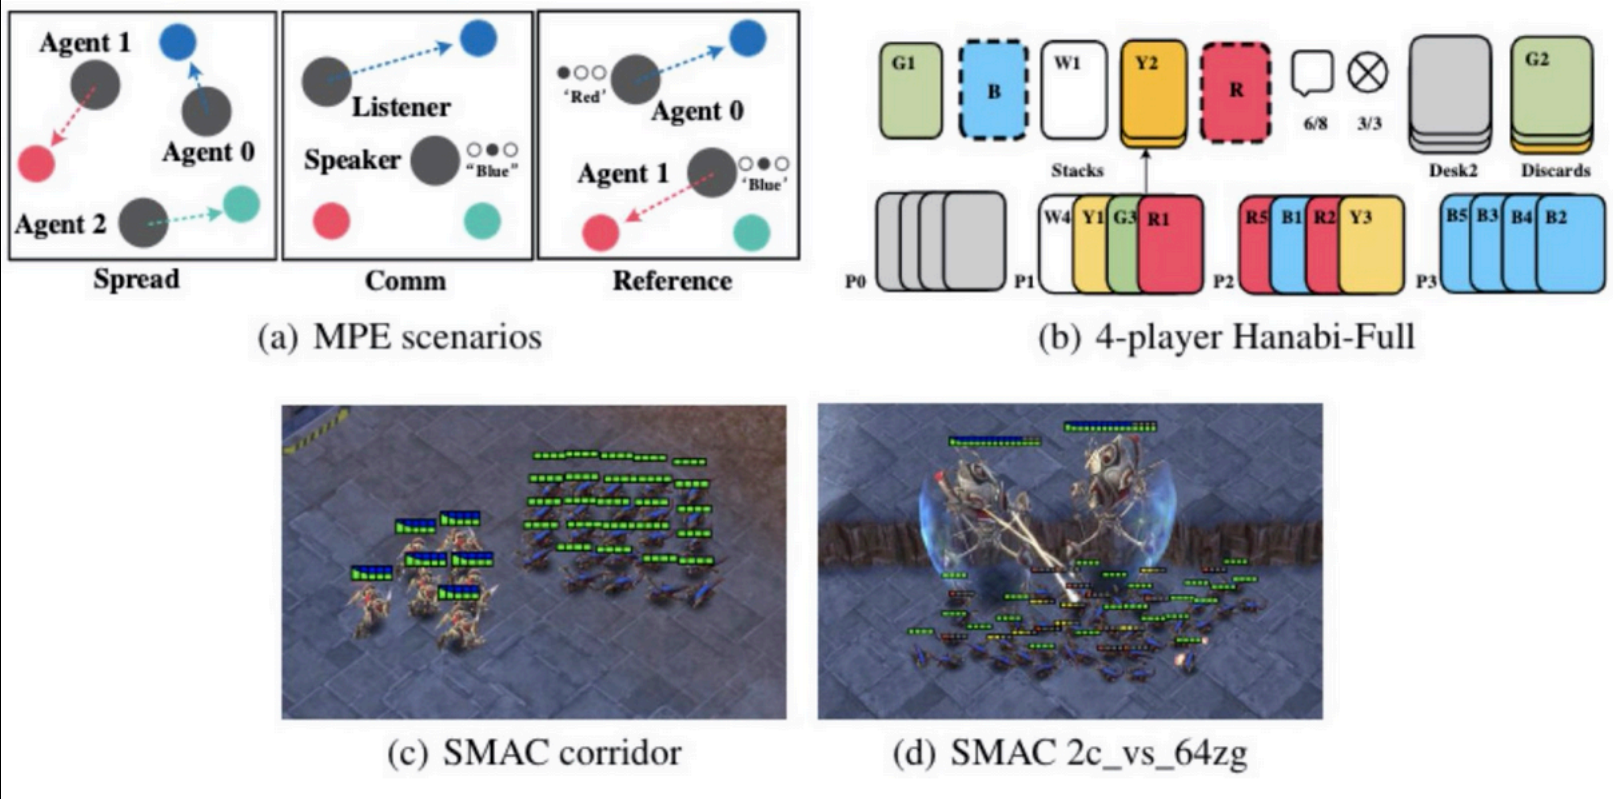 Agent 1
Agent 0
Agent 2
Spread
Listener
Speaker
"Blue"
Comm
'Red'
Agent 0
Agent 1
'Blue'
Reference
(a) MPE scenarios
G1
B
W1
Y2
R
6/8
3/3
G2
Stacks
Desk2
Discards
P0
P1
W4
Y1
G3
R1
P2
R5
B1
R2
Y3
P3
B5
B3
B4
B2
(b) 4-player Hanabi-Full
(c) SMAC corridor
(d) SMAC 2c_vs_64zg